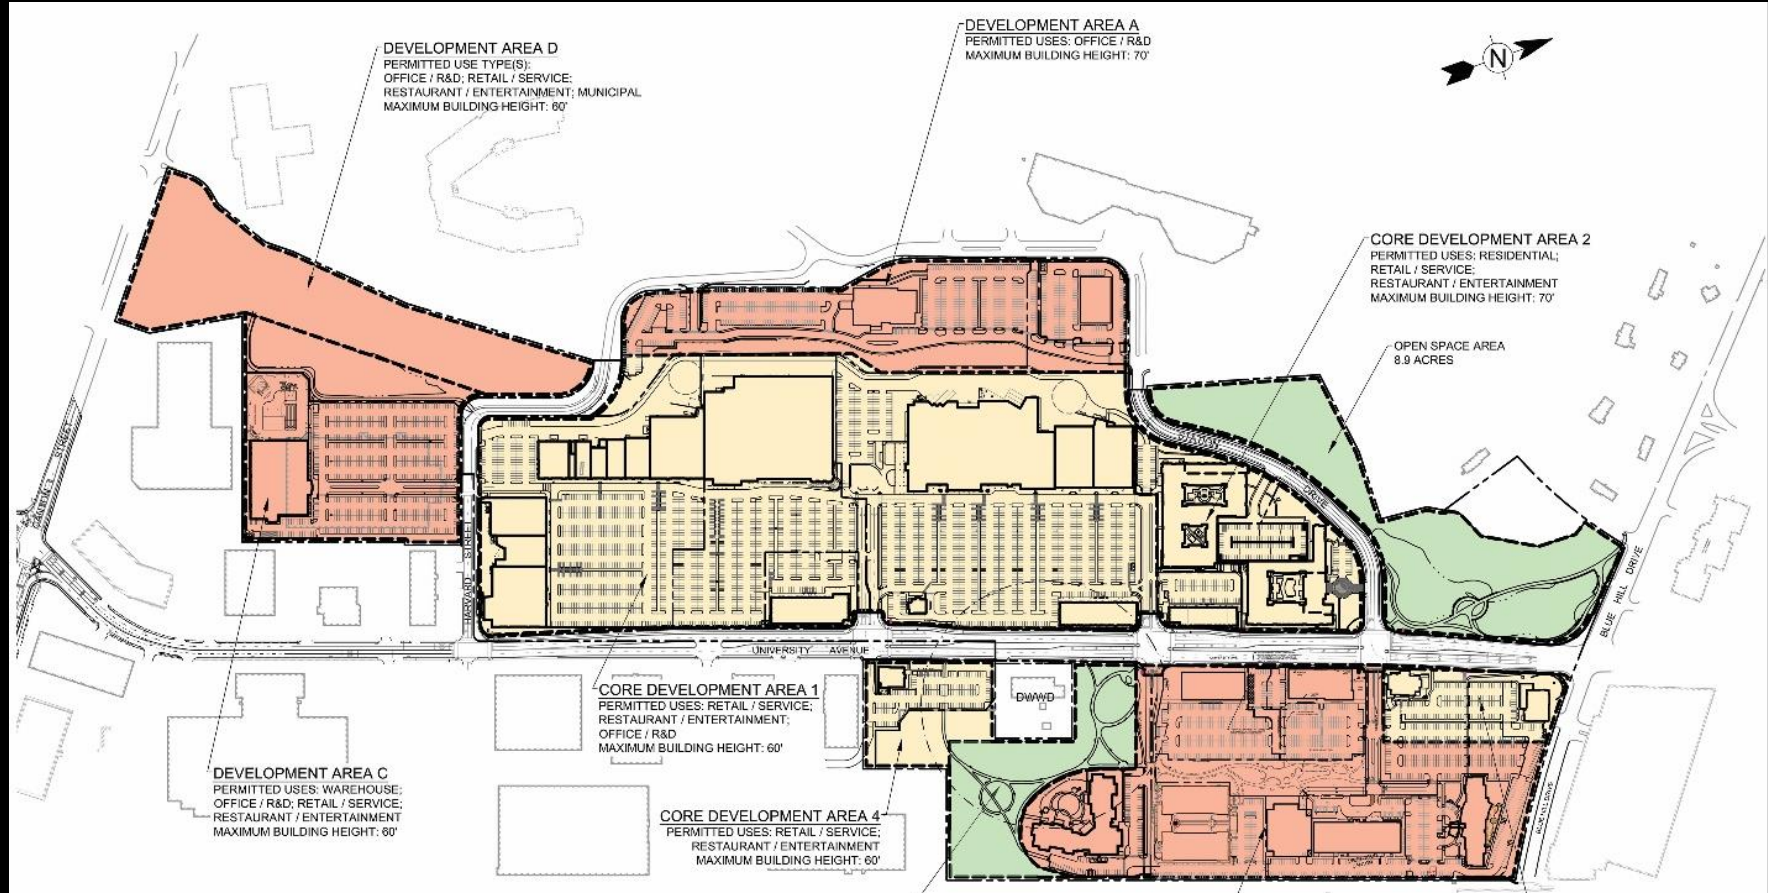 DEVELOPMENT AREA A
PERMITTED USES: OFFICE / R&D
MAXIMUM BUILDING HEIGHT: 70'
DEVELOPMENT AREA D
PERMITTED USE TYPE(S):
OFFICE / R&D; RETAIL / SERVICE;
RESTAURANT / ENTERTAINMENT; MUNICIPAL
MAXIMUM BUILDING HEIGHT: 60'
N
CORE DEVELOPMENT AREA 2
PERMITTED USES: RESIDENTIAL;
RETAIL / SERVICE;
RESTAURANT / ENTERTAINMENT
MAXIMUM BUILDING HEIGHT: 70'
OPEN SPACE AREA
8.9 ACRES
STREET
DRIVE
HARVARD STREET
BLUE HILL DRIVE
UNIVERSITY AVENUE
DWWD
CORE DEVELOPMENT AREA 1
PERMITTED USES: RETAIL / SERVICE;
RESTAURANT / ENTERTAINMENT;
OFFICE / R&D
MAXIMUM BUILDING HEIGHT: 60'
DEVELOPMENT AREA C
PERMITTED USES: WAREHOUSE;
OFFICE / R&D; RETAIL / SERVICE;
RESTAURANT / ENTERTAINMENT
MAXIMUM BUILDING HEIGHT: 60'
CORE DEVELOPMENT AREA 4
PERMITTED USES: RETAIL / SERVICE;
RESTAURANT / ENTERTAINMENT
MAXIMUM BUILDING HEIGHT: 60'
BLUE HILL DRIVE